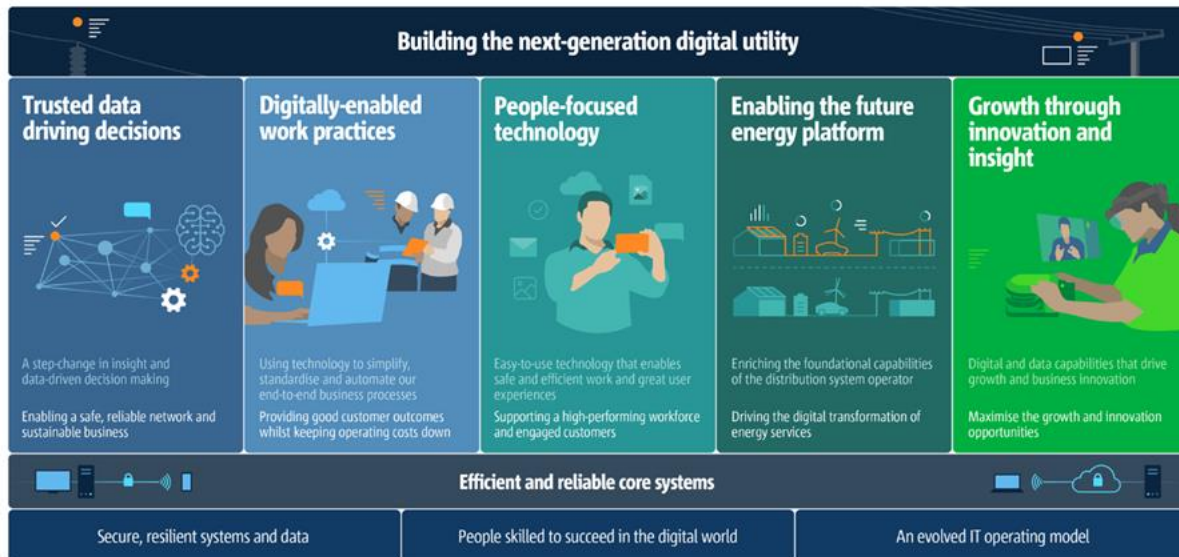 Building the next-generation digital utility
Trusted data
driving decisions
A step-change in insight and
data-driven decision making
Enabling a safe, reliable network and
sustainable business
Digitally-enabled
work practices
Using technology to simplify,
standardise and automate our
end-to-end business processes
Providing good customer outcomes
whilst keeping operating costs down
People-focused
technology
Easy-to-use technology that enables
safe and efficient work and great user
experiences
Supporting a high-performing workforce
and engaged customers
Enabling the future
energy platform
Enriching the foundational capabilities
of the distribution system operator
Driving the digital transformation of
energy services
Growth through
innovation and
insight
Digital and data capabilities that drive
growth and business innovation
Maximise the growth and innovation
opportunities
Efficient and reliable core systems
Secure, resilient systems and data
People skilled to succeed in the digital world
An evolved IT operating model